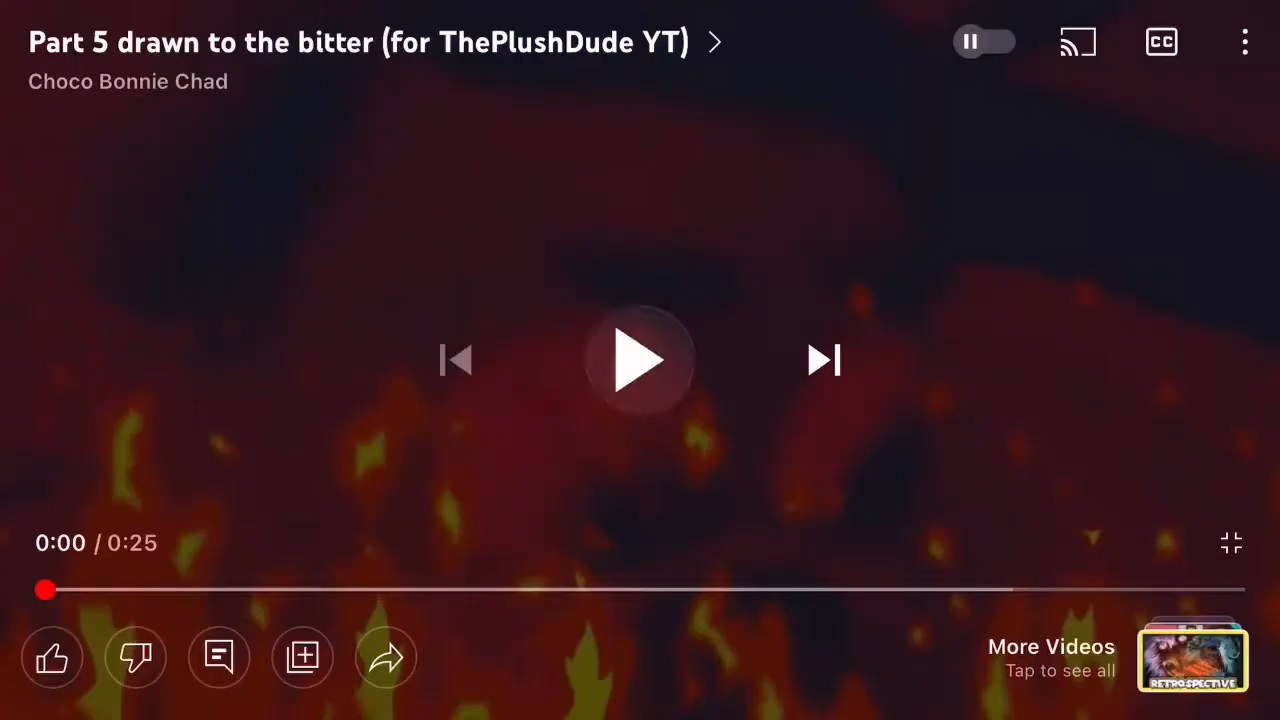 Part 5 drawn to the bitter (for ThePlushDude YT)
Choco Bonnie Chad
CC
0:00 / 0:25
More Videos
Tap to see all
RETROSPECTIVE